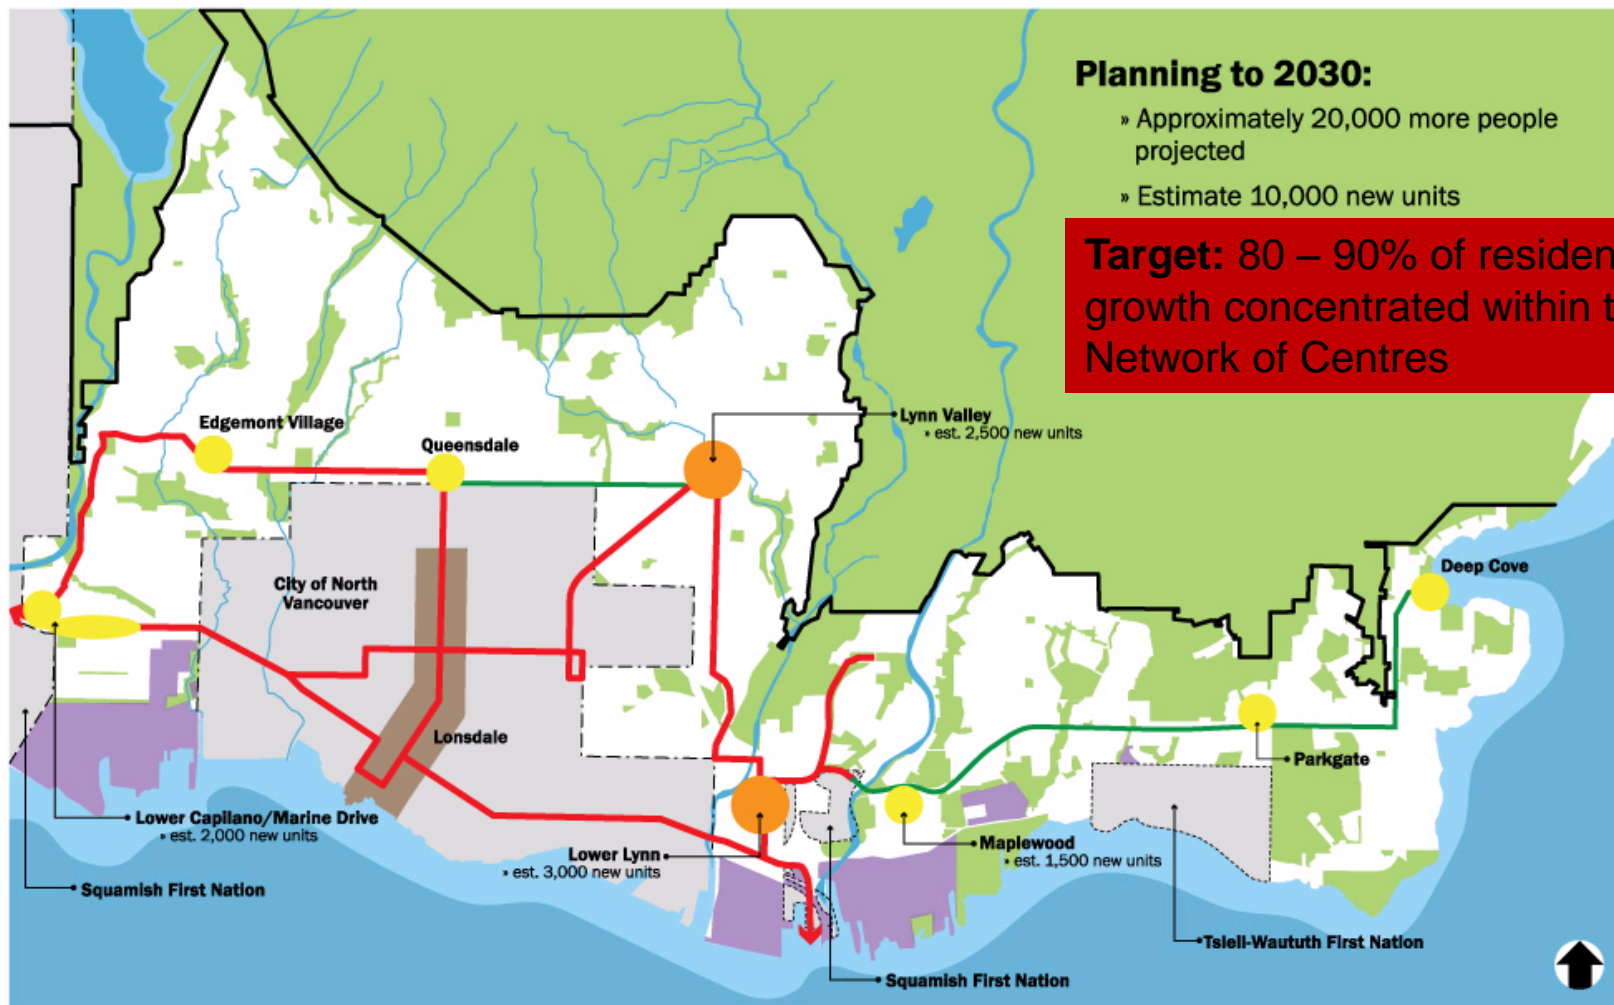 Planning to 2030:
» Approximately 20,000 more people
projected
» Estimate 10,000 new units
Target: 80 – 90% of residen
growth concentrated within t
Network of Centres
Lynn Valley
» est. 2,500 new units
Edgemont Village
Queensdale
Deep Cove
City of North
Vancouver
Lonsdale
Parkgate
Lower Capilano/Marine Drive
» est. 2,000 new units
Maplewood
» est. 1,500 new units
Lower Lynn
» est. 3,000 new units
Squamish First Nation
Tsleil-Waututh First Nation
Squamish First Nation